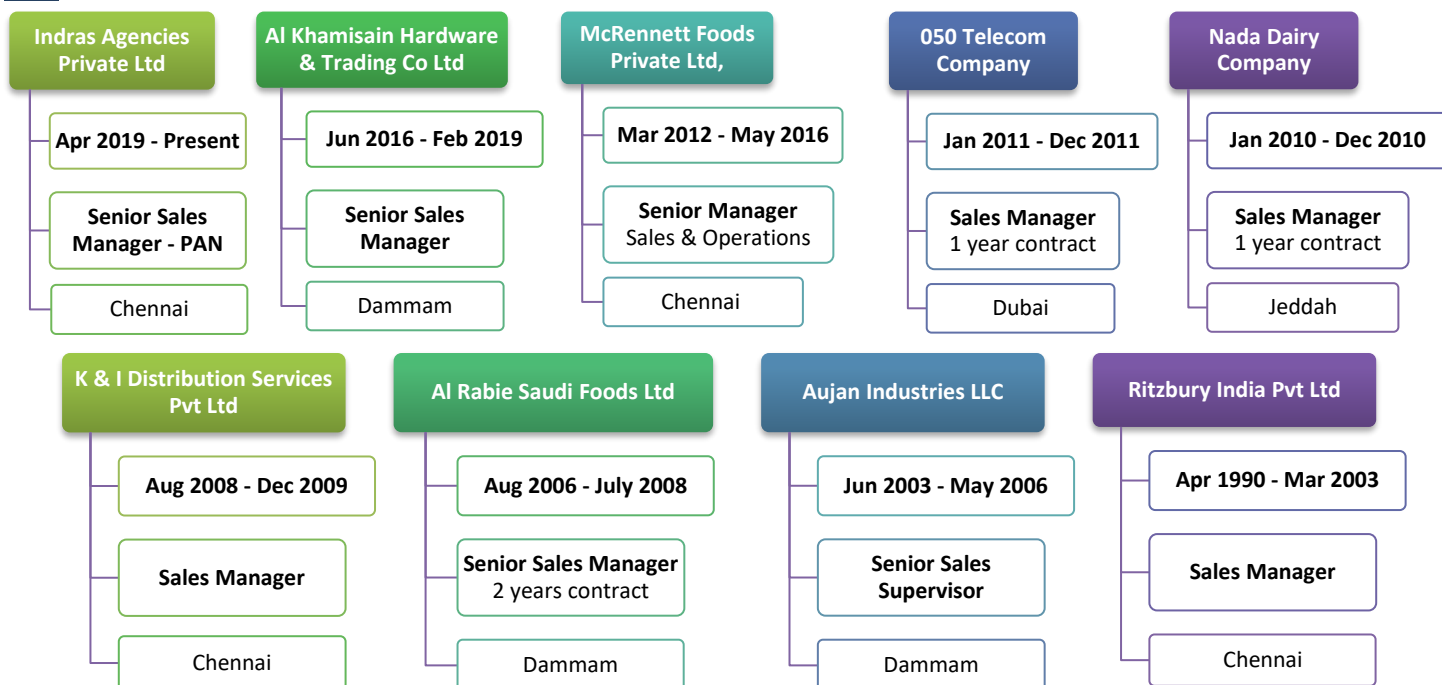 Indras Agencies
Private Ltd
Apr 2019 - Present
Senior Sales
Manager - PAN
Chennai
Al Khamisain Hardware
& Trading Co Ltd
Jun 2016 - Feb 2019
Senior Sales
Manager
Dammam
McRennett Foods
Private Ltd,
Mar 2012 - May 2016
Senior Manager
Sales & Operations
Chennai
050 Telecom
Company
Jan 2011 - Dec 2011
Sales Manager
1 year contract
Dubai
Nada Dairy
Company
Jan 2010 - Dec 2010
Sales Manager
1 year contract
Jeddah
K & I Distribution Services
Pvt Ltd
Aug 2008 - Dec 2009
Sales Manager
Chennai
Al Rabie Saudi Foods Ltd
Aug 2006 - July 2008
Senior Sales Manager
2 years contract
Dammam
Aujan Industries LLC
Jun 2003 - May 2006
Senior Sales
Supervisor
Dammam
Ritzbury India Pvt Ltd
Apr 1990 - Mar 2003
Sales Manager
Chennai